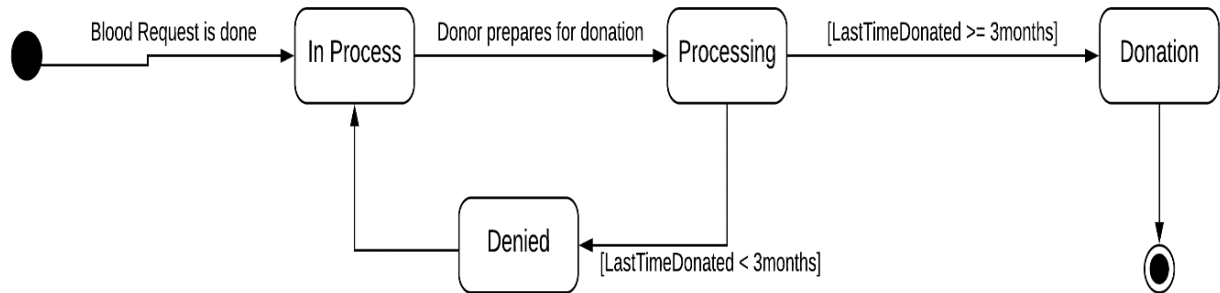 Blood Request is done
In Process
Donor prepares for donation
Processing
[LastTimeDonated >= 3months]
Donation
Denied
[LastTimeDonated < 3months]